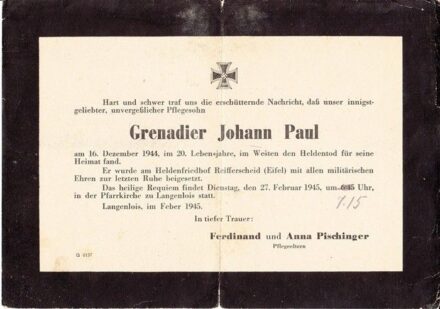 Hart und schwer traf uns die erschütternde Nachricht, daß unser innigst-
geliebter, unvergeßlicher Pflegesohn
Grenadier Johann Paul
am 16. Dezember 1944, im 20. Lebensjahre, im Westen den Heldentod für seine
Heimat fand.
Er wurde am Heldenfriedhof Reifferscheid (Eifel) mit allen militärischen
Ehren zur letzten Ruhe beigesetzt.
Das heilige Requiem findet Dienstag, den 27. Februar 1945, um Uhr,
7.15
in der Pfarrkirche zu Langenlois statt.
Langenlois, im Feber 1945.
In tiefer Trauer:
Ferdinand und Anna Pischinger
Pflegeeltern